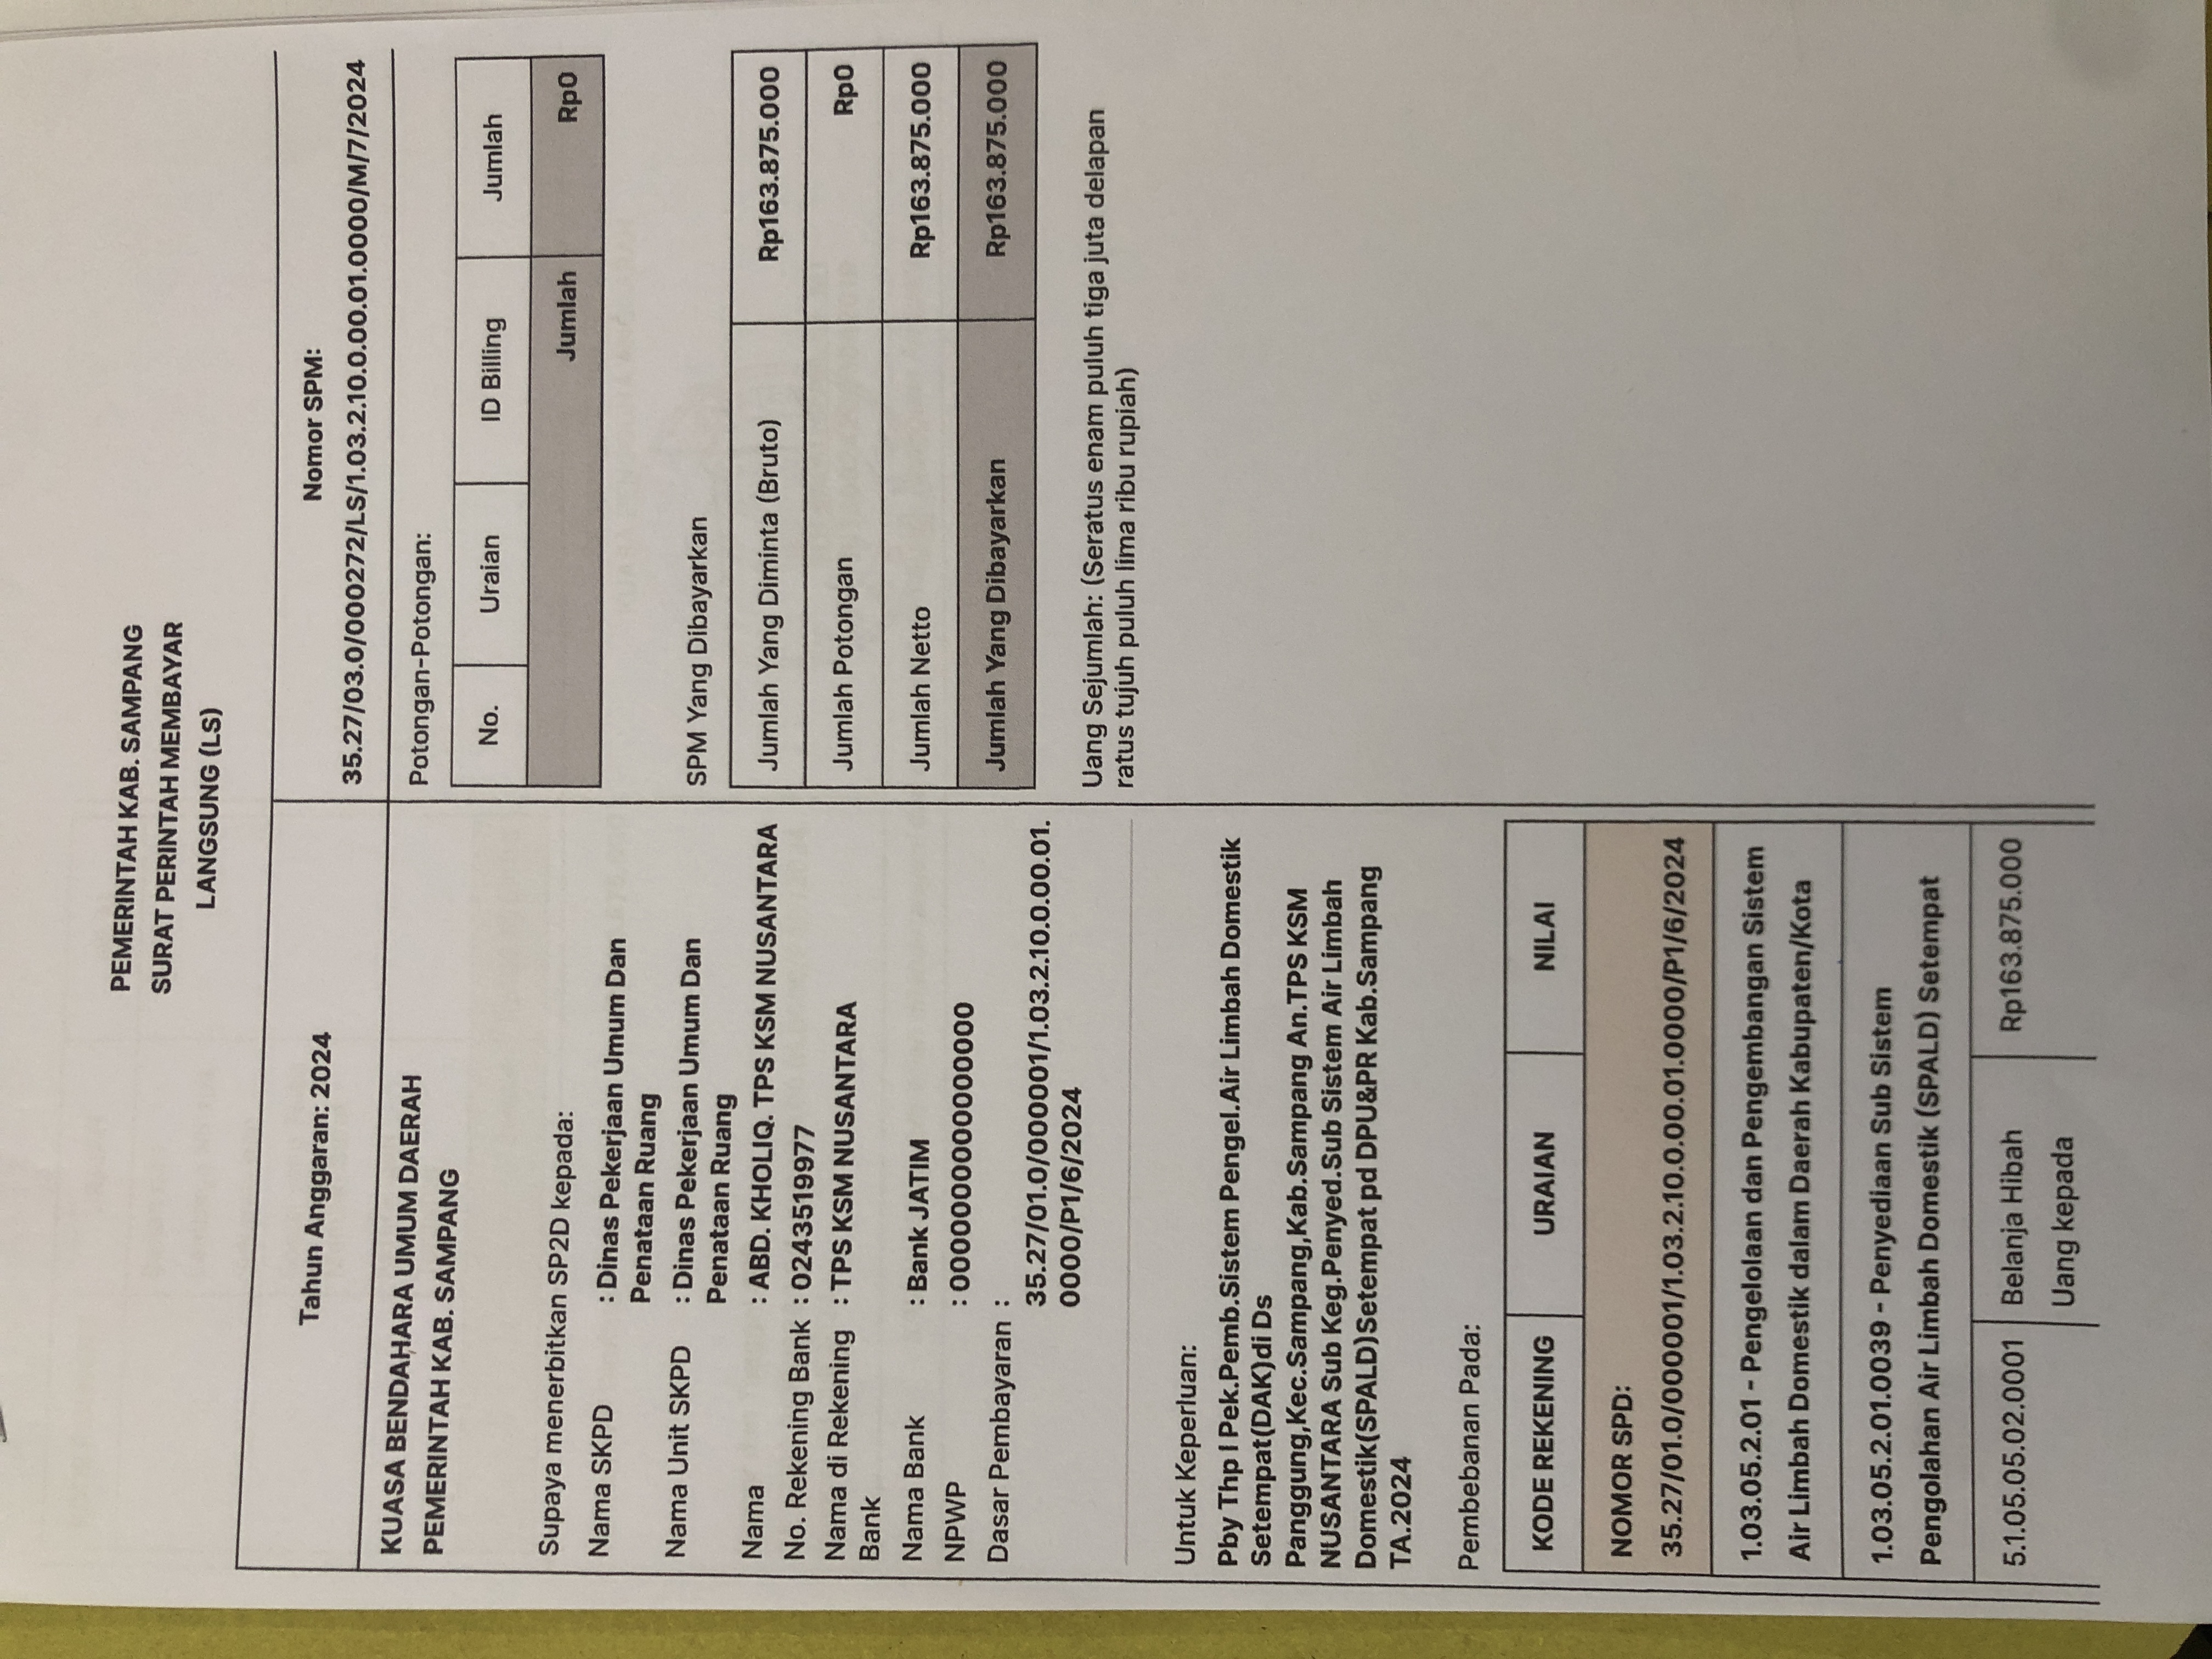 PEMERINTAH KAB. SAMPANG
SURAT PERINTAH MEMBAYAR
LANGSUNG (LS)
Tahun Anggaran: 2024
Nomor SPM:
35.27/03.0/000272/LS/1.03.2.10.0.00.01.0000/M/7/2024
KUASA BENDAHARA UMUM DAERAH
PEMERINTAH KAB. SAMPANG
Supaya menerbitkan SP2D kepada:
Nama SKPD : Dinas Pekerjaan Umum Dan
Penataan Ruang
Nama Unit SKPD : Dinas Pekerjaan Umum Dan
Penataan Ruang
Nama : ABD. KHOLIQ. TPS KSM NUSANTARA
No. Rekening Bank : 0243519977
Nama di Rekening : TPS KSM NUSANTARA
Bank
Nama Bank : Bank JATIM
NPWP : 0000000000000000
Dasar Pembayaran :
35.27/01.0/000001/1.03.2.10.0.00.01.
0000/P1/6/2024
Untuk Keperluan:
Pby Thp I Pek.Pemb.Sistem Pengel.Air Limbah Domestik
Setempat(DAK)di Ds
Panggung,Kec.Sampang,Kab.Sampang An.TPS KSM
NUSANTARA Sub Keg.Penyed.Sub Sistem Air Limbah
Domestik(SPALD)Setempat pd DPU&PR Kab.Sampang
TA.2024
Pembebanan Pada:
KODE REKENING URAIAN NILAI
NOMOR SPD:
35.27/01.0/000001/1.03.2.10.0.00.01.0000/P1/6/2024
1.03.05.2.01 - Pengelolaan dan Pengembangan Sistem
Air Limbah Domestik dalam Daerah Kabupaten/Kota
1.03.05.2.01.0039 - Penyediaan Sub Sistem
Pengolahan Air Limbah Domestik (SPALD) Setempat
5.1.05.05.02.0001 Belanja Hibah Rp163.875.000
Uang kepada
Potongan-Potongan:
No. Uraian ID Billing Jumlah
Jumlah Rp0
SPM Yang Dibayarkan
Jumlah Yang Diminta (Bruto) Rp163.875.000
Jumlah Potongan Rp0
Jumlah Netto Rp163.875.000
Jumlah Yang Dibayarkan Rp163.875.000
Uang Sejumlah: (Seratus enam puluh tiga juta delapan
ratus tujuh puluh lima ribu rupiah)